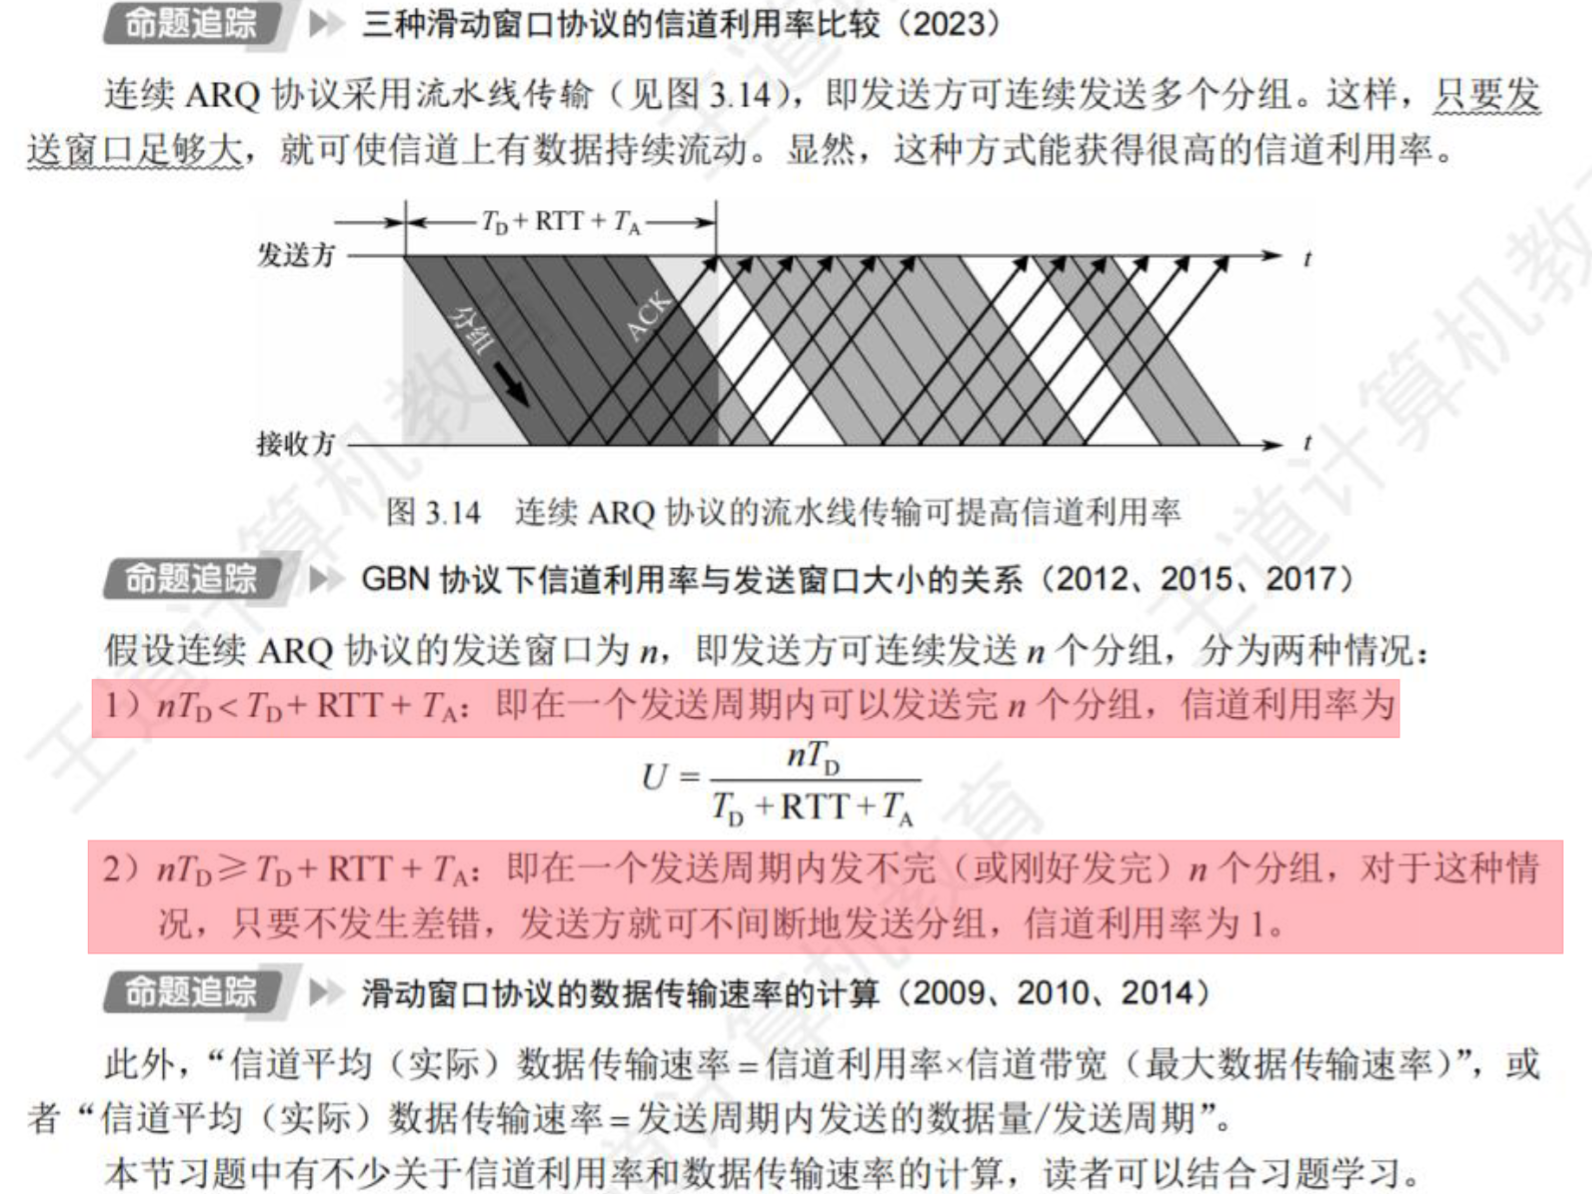 命题追踪 三种滑动窗口协议的信道利用率比较（2023）
连续 ARQ 协议采用流水线传输（见图 3.14），即发送方可连续发送多个分组。这样，只要发
送窗口足够大，就可使信道上有数据持续流动。显然，这种方式能获得很高的信道利用率。
T_D + RTT + T_A
发送方
t
分组
ACK
接收方
t
图 3.14 连续 ARQ 协议的流水线传输可提高信道利用率
命题追踪 GBN 协议下信道利用率与发送窗口大小的关系（2012、2015、2017）
假设连续 ARQ 协议的发送窗口为 n，即发送方可连续发送 n 个分组，分为两种情况：
1）nT_D < T_D + RTT + T_A：即在一个发送周期内可以发送完 n 个分组，信道利用率为
U = nT_D / (T_D + RTT + T_A)
2）nT_D ≥ T_D + RTT + T_A：即在一个发送周期内发不完（或刚好发完）n 个分组，对于这种情
况，只要不发生差错，发送方就可不间断地发送分组，信道利用率为 1。
命题追踪 滑动窗口协议的数据传输速率的计算（2009、2010、2014）
此外，“信道平均（实际）数据传输速率 = 信道利用率×信道带宽（最大数据传输速率）”，或
者“信道平均（实际）数据传输速率 = 发送周期内发送的数据量/发送周期”。
本节习题中有不少关于信道利用率和数据传输速率的计算，读者可以结合习题学习。
王道计算机教育